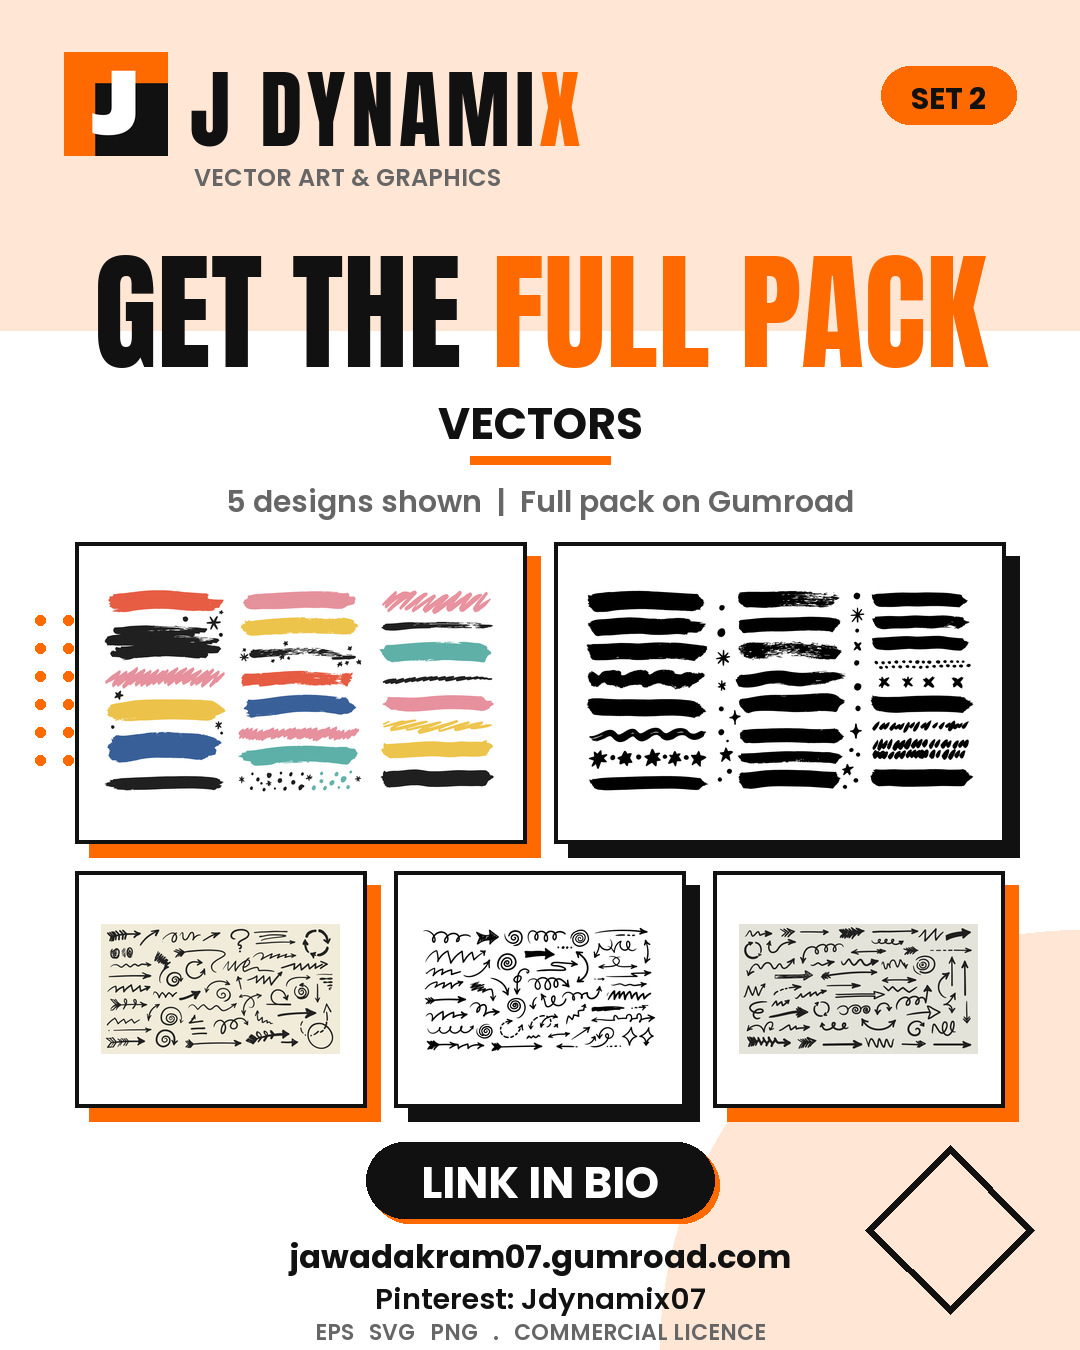 J
J DYNAMIX
VECTOR ART & GRAPHICS
SET 2
GET THE FULL PACK
VECTORS
5 designs shown | Full pack on Gumroad
LINK IN BIO
jawadakram07.gumroad.com
Pinterest: Jdynamix07
EPS SVG PNG . COMMERCIAL LICENCE